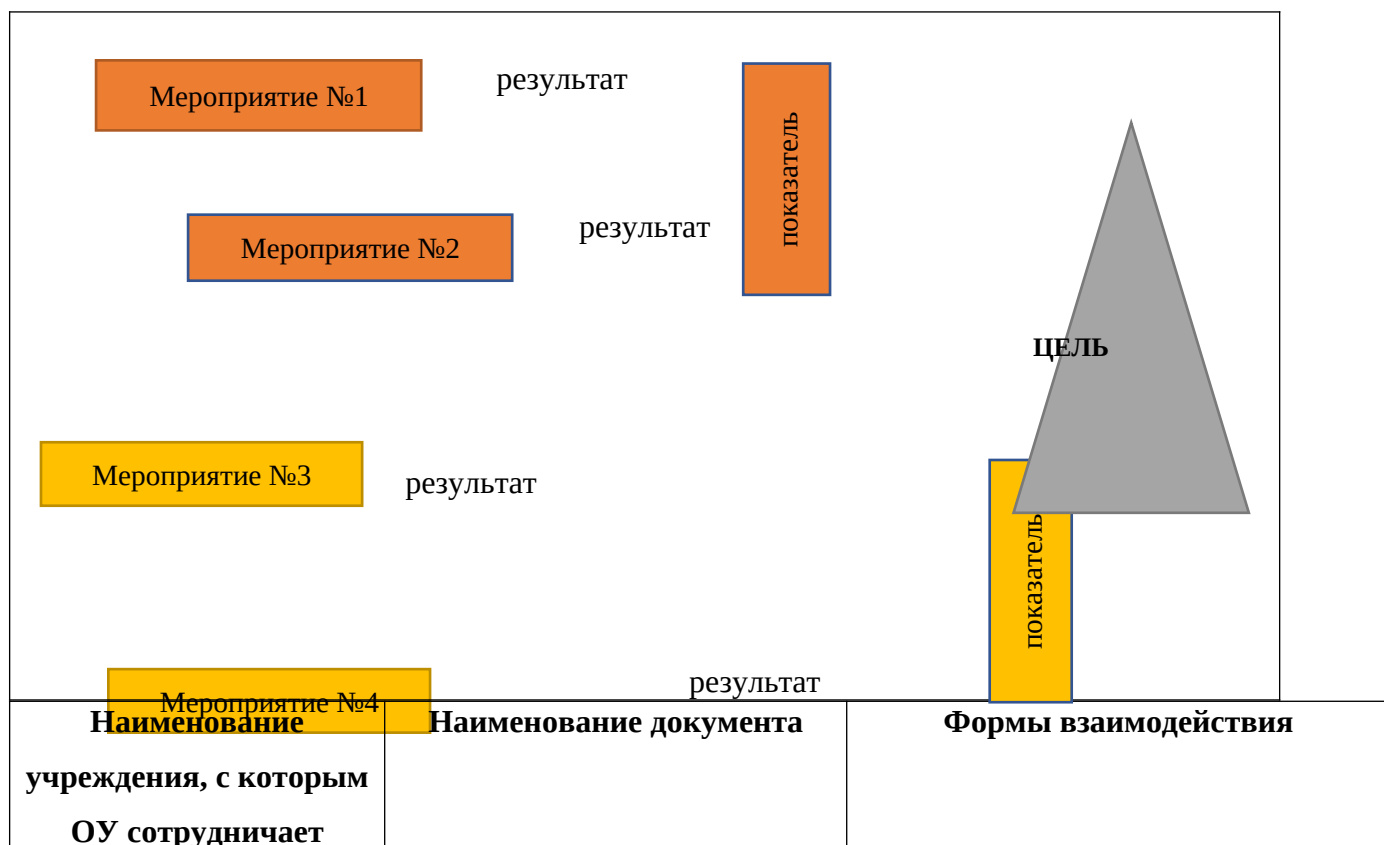 Мероприятие №1
результат
показатель
Мероприятие №2
результат
ЦЕЛЬ
Мероприятие №3
результат
показатель
Мероприятие №4
результат
Наименование
учреждения, с которым
ОУ сотрудничает
Наименование документа
Формы взаимодействия